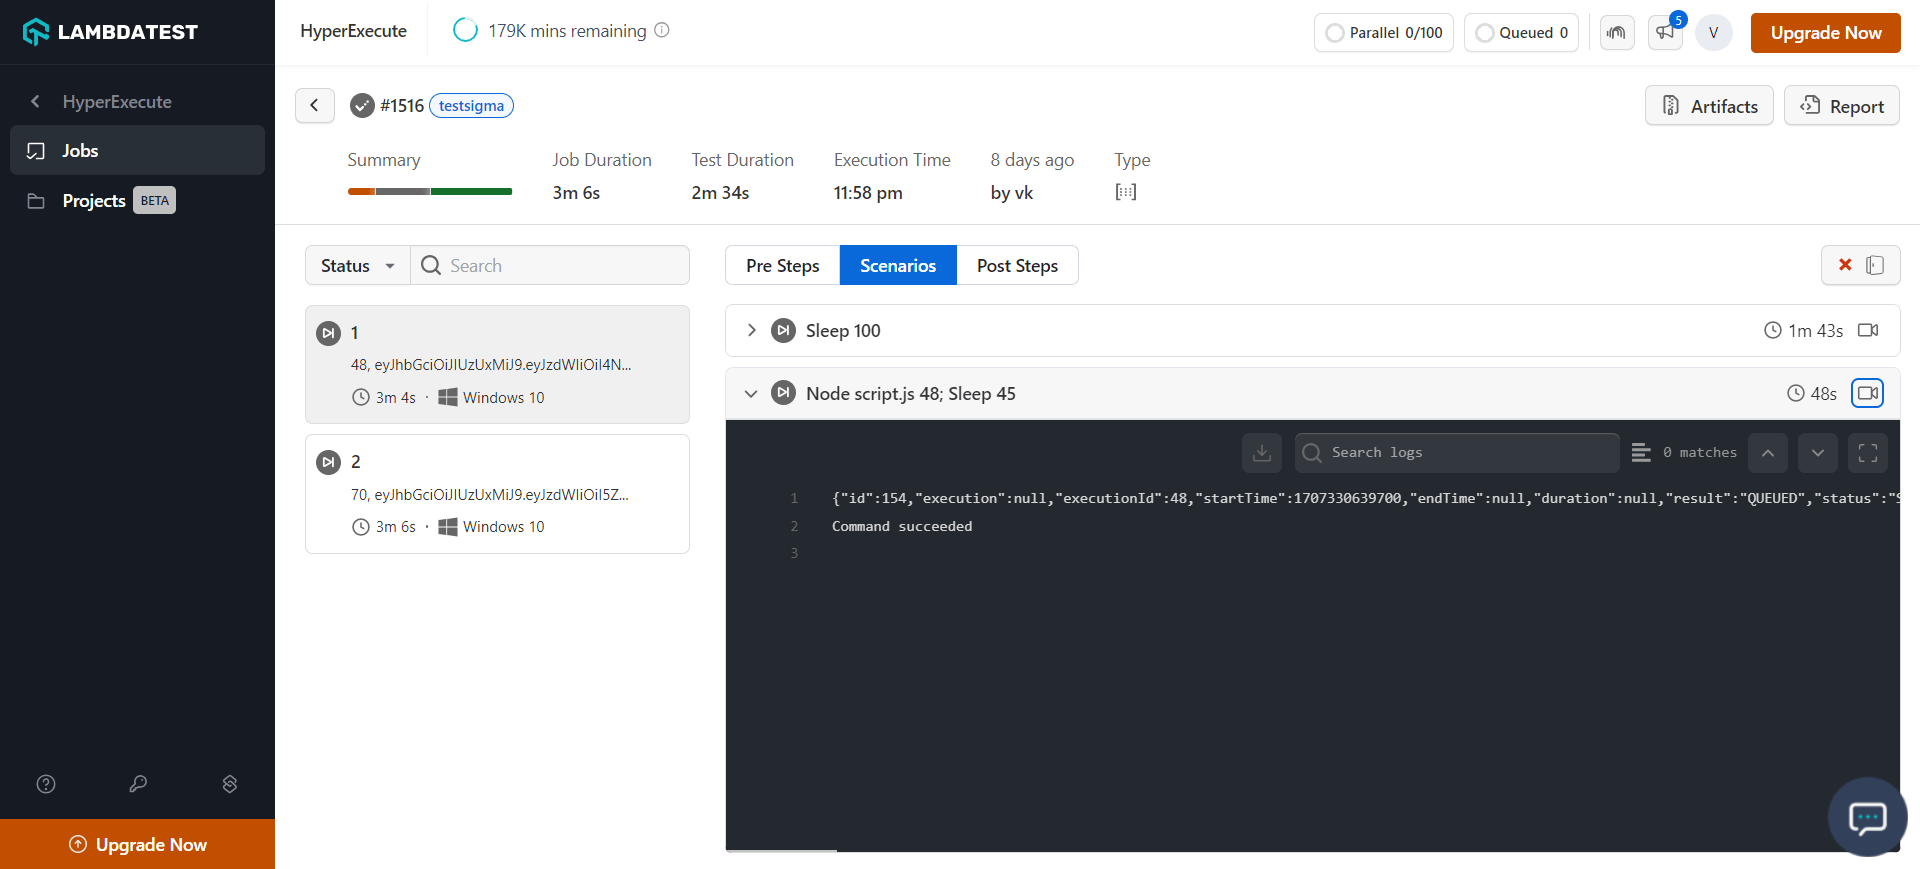 LAMBDATEST
HyperExecute
Jobs
Projects BETA
Upgrade Now
HyperExecute
179K mins remaining
Parallel 0/100
Queued 0
5
V
Upgrade Now
#1516 testsigma
Artifacts
Report
Summary
Job Duration
3m 6s
Test Duration
2m 34s
Execution Time
11:58 pm
8 days ago
by vk
Type
Status
Search
1
48, eyJhbGciOiJIUzUxMiJ9.eyJzdWIiOiI4N...
3m 4s · Windows 10
2
70, eyJhbGciOiJIUzUxMiJ9.eyJzdWIiOiI5Z...
3m 6s · Windows 10
Pre Steps
Scenarios
Post Steps
Sleep 100
1m 43s
Node script.js 48; Sleep 45
48s
Search logs
0 matches
1 {"id":154,"execution":null,"executionId":48,"startTime":1707330639700,"endTime":null,"duration":null,"result":"QUEUED","status":"S
2 Command succeeded
3